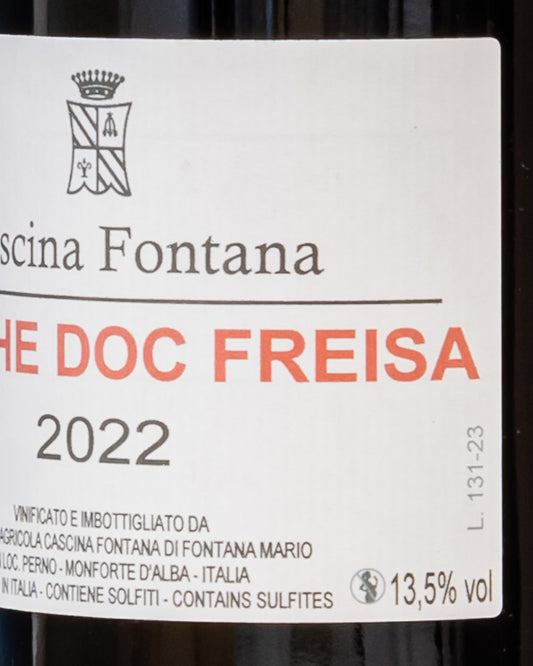 scina Fontana
HE DOC FREISA
2022
L. 131-23
VINIFICATO E IMBOTTIGLIATO DA
AGRICOLA CASCINA FONTANA DI FONTANA MARIO
LOC. PERNO - MONFORTE D'ALBA - ITALIA
IN ITALIA - CONTIENE SOLFITI - CONTAINS SULFITES
13,5% vol